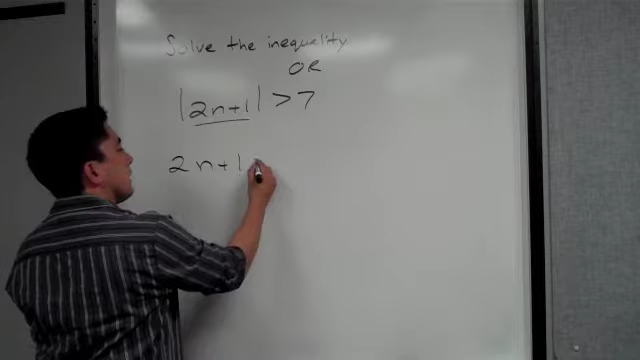 Solve the inequality
OR
|2n+1| > 7
2n+1